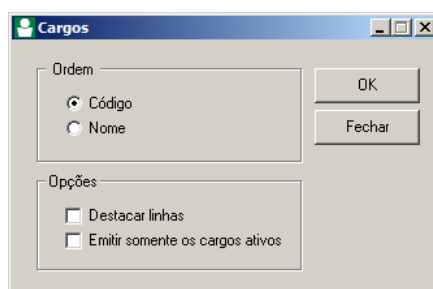 Cargos
Ordem
Código
Nome
OK
Fechar
Opções
Destacar linhas
Emitir somente os cargos ativos